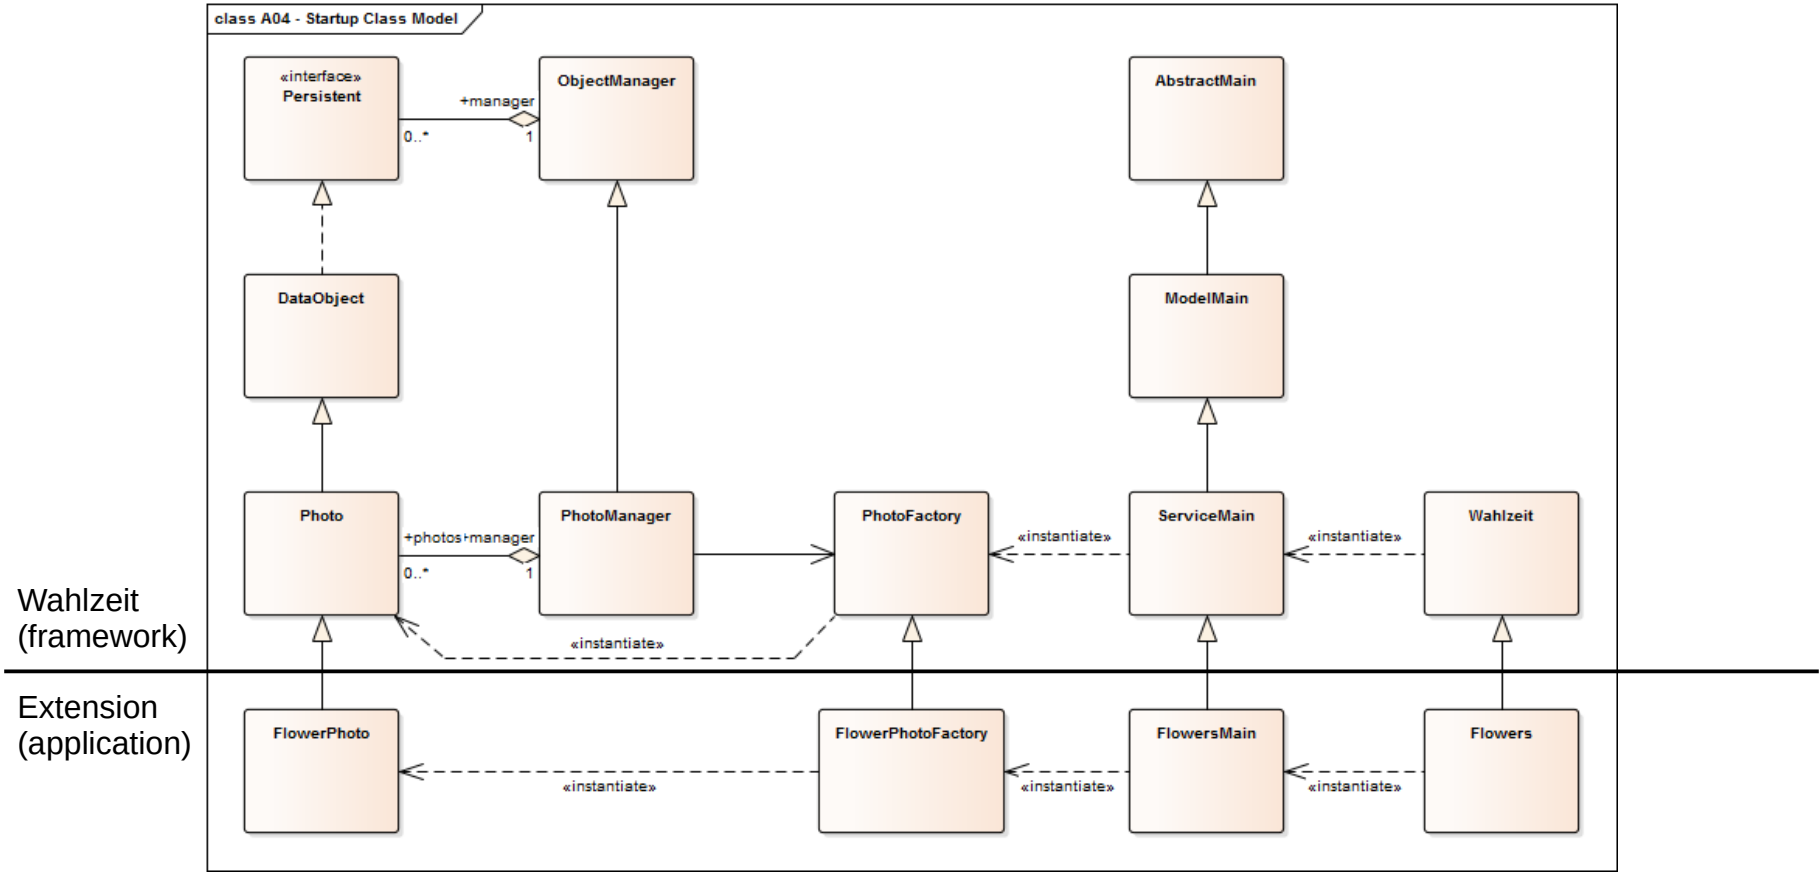 class A04 - Startup Class Model
«interface»
Persistent
ObjectManager
AbstractMain
+manager
0..*
1
DataObject
ModelMain
Photo
PhotoManager
PhotoFactory
ServiceMain
Wahlzeit
+photos
+manager
0..*
1
«instantiate»
«instantiate»
«instantiate»
Wahlzeit
(framework)
Extension
(application)
FlowerPhoto
FlowerPhotoFactory
FlowersMain
Flowers
«instantiate»
«instantiate»
«instantiate»